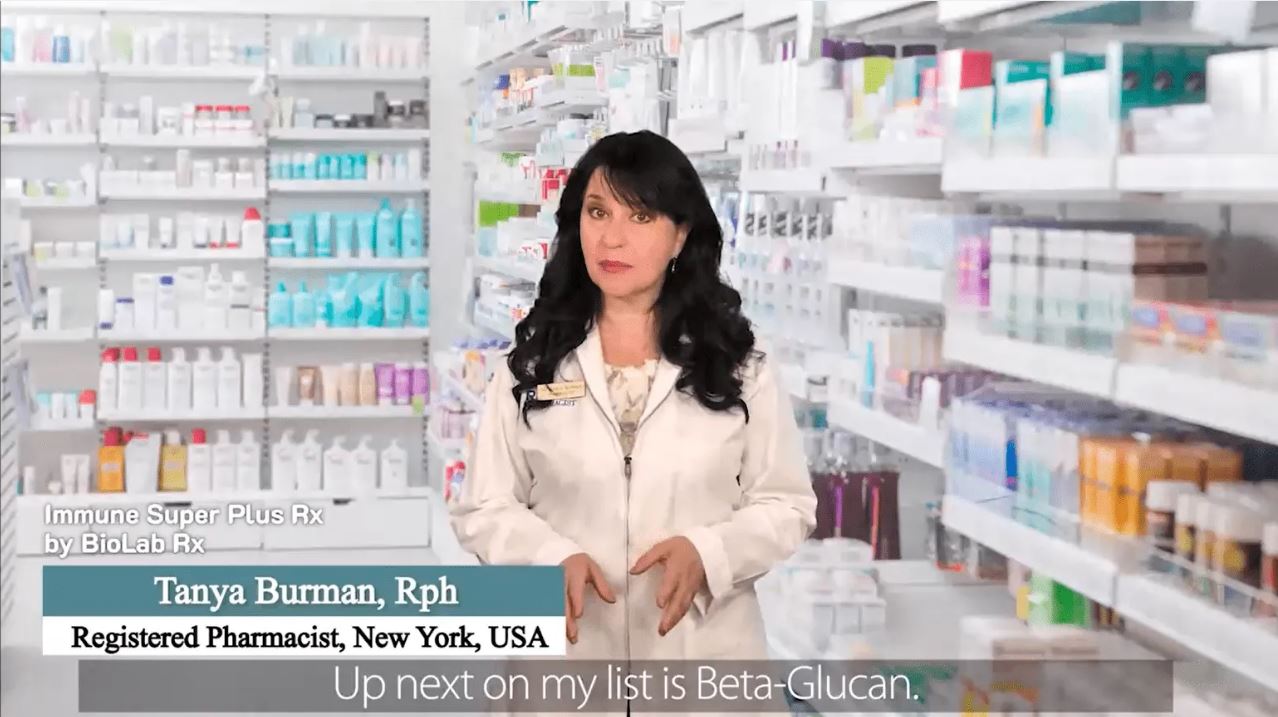 Immune Super Plus Rx
by BioLab Rx
Tanya Burman, Rph
Registered Pharmacist, New York, USA
Up next on my list is Beta-Glucan.